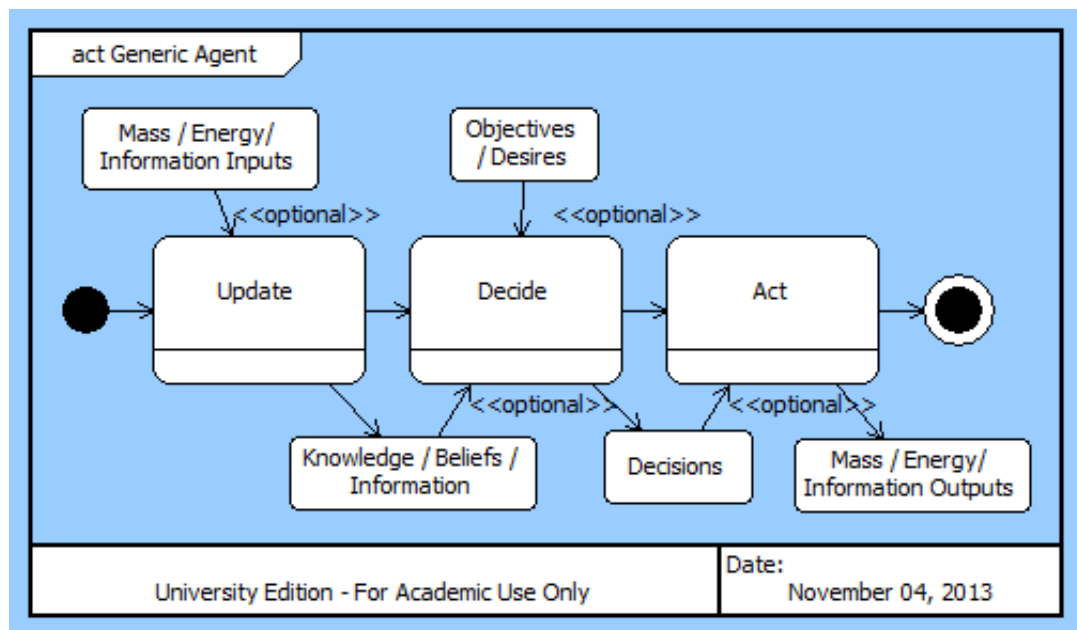 act Generic Agent
Mass / Energy/
Information Inputs
Objectives
/ Desires
<<optional>>
<<optional>>
Update
Decide
Act
<<optional>>
<<optional>>
Knowledge / Beliefs /
Information
Decisions
Mass / Energy/
Information Outputs
University Edition - For Academic Use Only
Date:
November 04, 2013